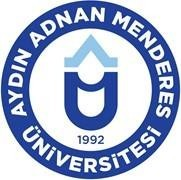 AYDIN ADNAN MENDERES
1992
ÜNİVERSİTESİ